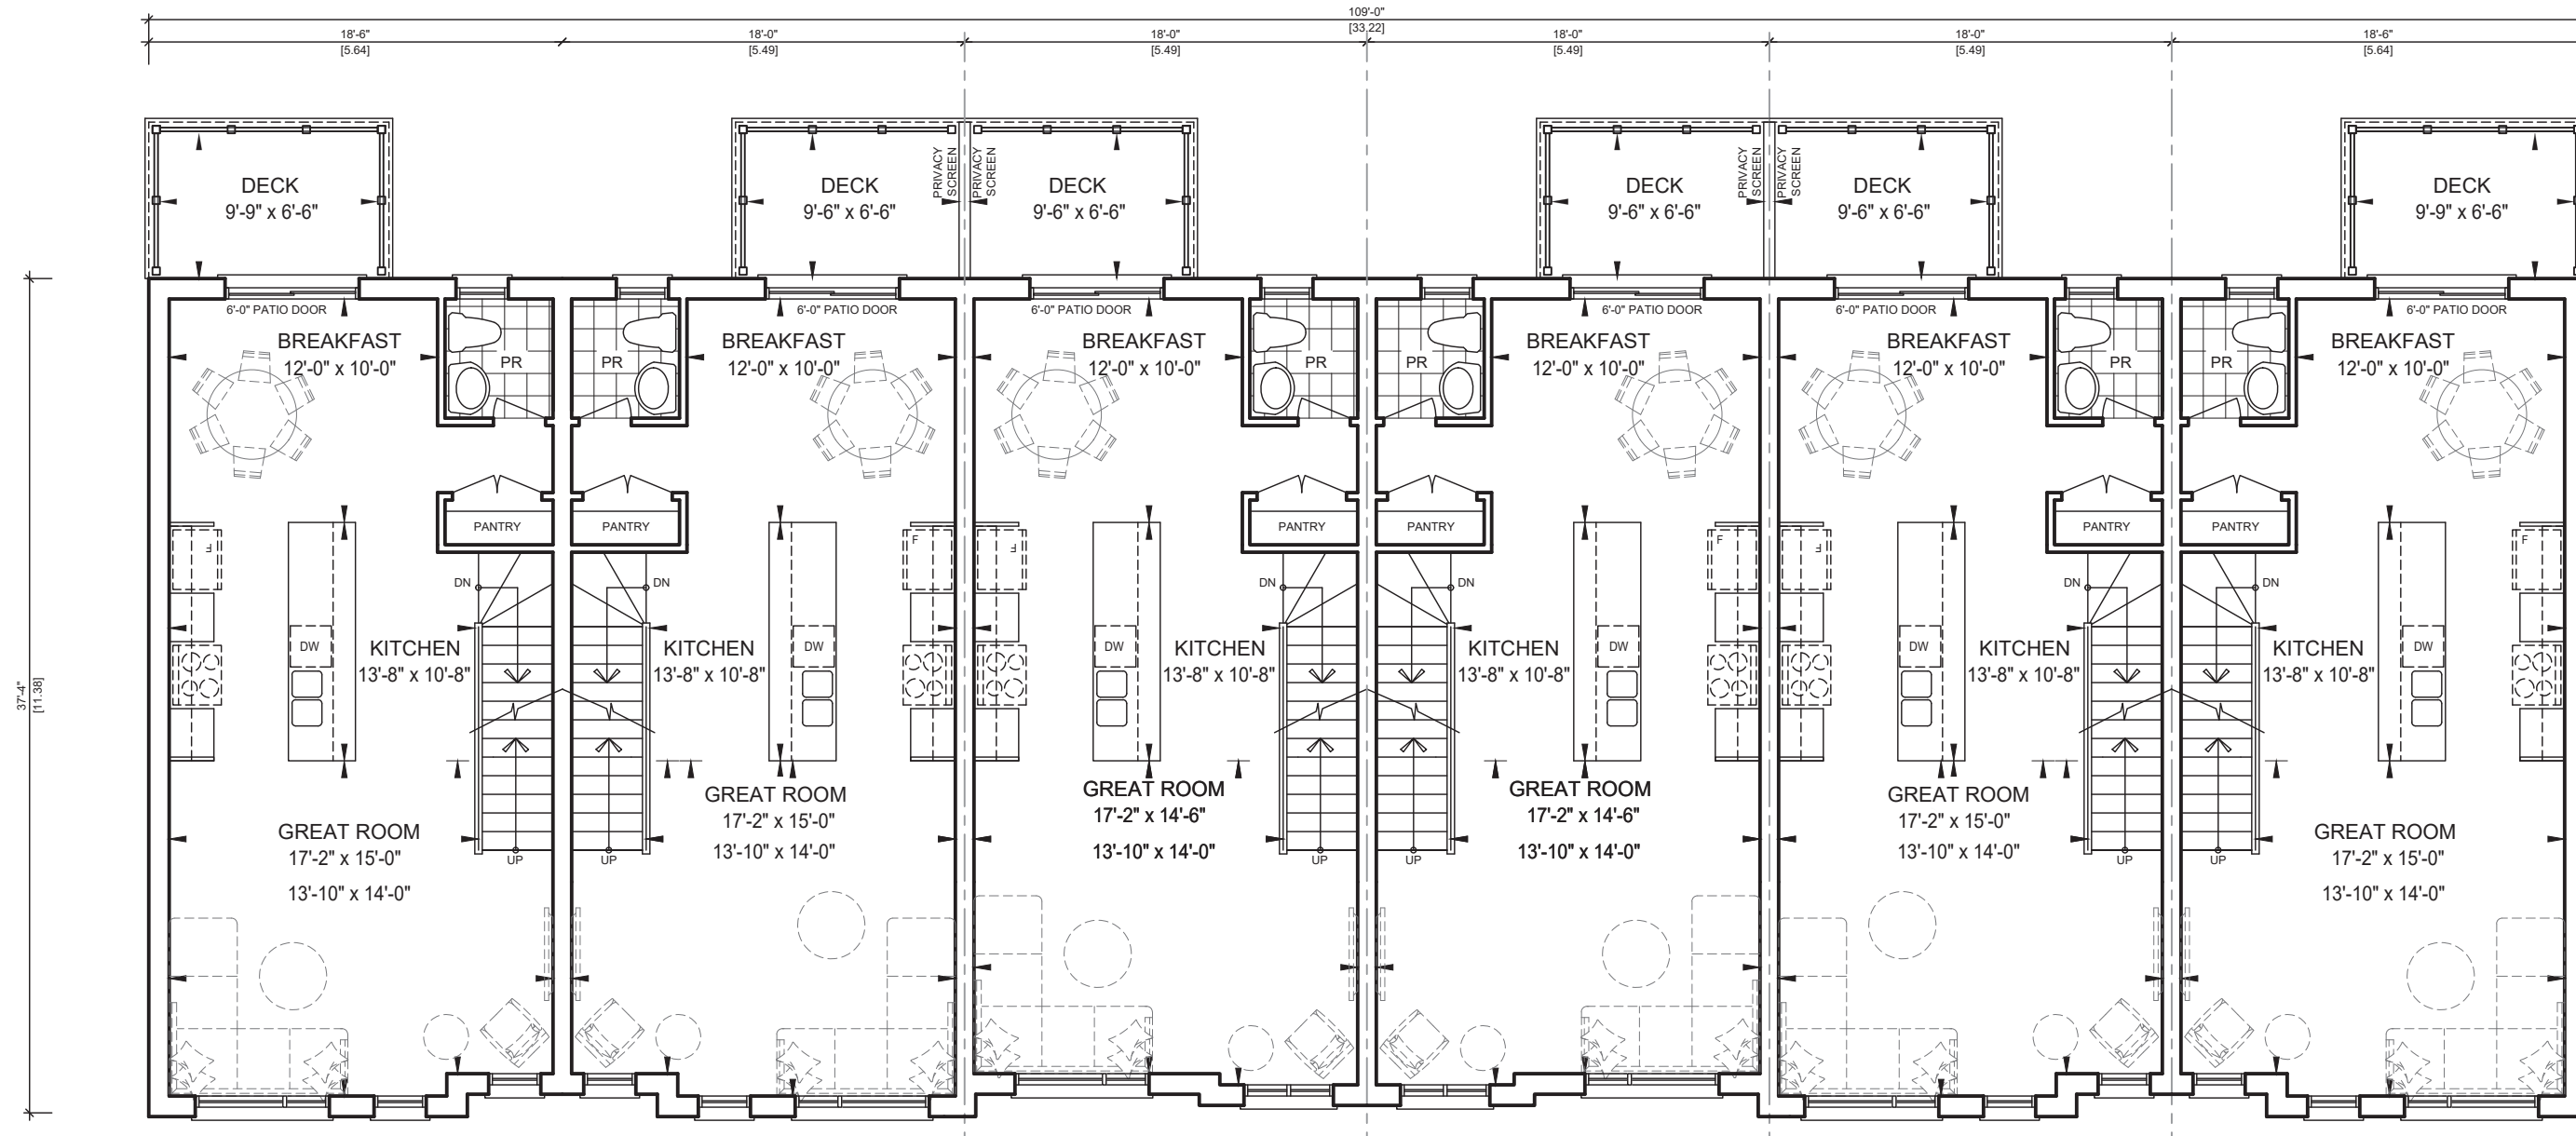 109'-0"
[33.22]
18'-6" 18'-0" 18'-0" 18'-0" 18'-0" 18'-6"
[5.64] [5.49] [5.49] [5.49] [5.49] [5.64]
PRIVACY SCREEN PRIVACY SCREEN PRIVACY SCREEN PRIVACY SCREEN
DECK DECK DECK DECK DECK DECK
9'-9" x 6'-6" 9'-6" x 6'-6" 9'-6" x 6'-6" 9'-6" x 6'-6" 9'-6" x 6'-6" 9'-9" x 6'-6"
6'-0" PATIO DOOR 6'-0" PATIO DOOR 6'-0" PATIO DOOR 6'-0" PATIO DOOR 6'-0" PATIO DOOR 6'-0" PATIO DOOR
BREAKFAST BREAKFAST BREAKFAST BREAKFAST BREAKFAST BREAKFAST
12'-0" x 10'-0" 12'-0" x 10'-0" 12'-0" x 10'-0" 12'-0" x 10'-0" 12'-0" x 10'-0" 12'-0" x 10'-0"
PR PR PR PR PR PR
PANTRY PANTRY PANTRY PANTRY PANTRY PANTRY
F F F F F F
DN DN DN DN DN DN
DW DW DW DW DW DW
KITCHEN KITCHEN KITCHEN KITCHEN KITCHEN KITCHEN
13'-8" x 10'-8" 13'-8" x 10'-8" 13'-8" x 10'-8" 13'-8" x 10'-8" 13'-8" x 10'-8" 13'-8" x 10'-8"
37'-4"
[11.38]
GREAT ROOM GREAT ROOM GREAT ROOM GREAT ROOM GREAT ROOM GREAT ROOM
17'-2" x 15'-0" 17'-2" x 15'-0" 17'-2" x 14'-6" 17'-2" x 14'-6" 17'-2" x 15'-0" 17'-2" x 15'-0"
13'-10" x 14'-0" 13'-10" x 14'-0" 13'-10" x 14'-0" 13'-10" x 14'-0" 13'-10" x 14'-0" 13'-10" x 14'-0"
UP UP UP UP UP UP